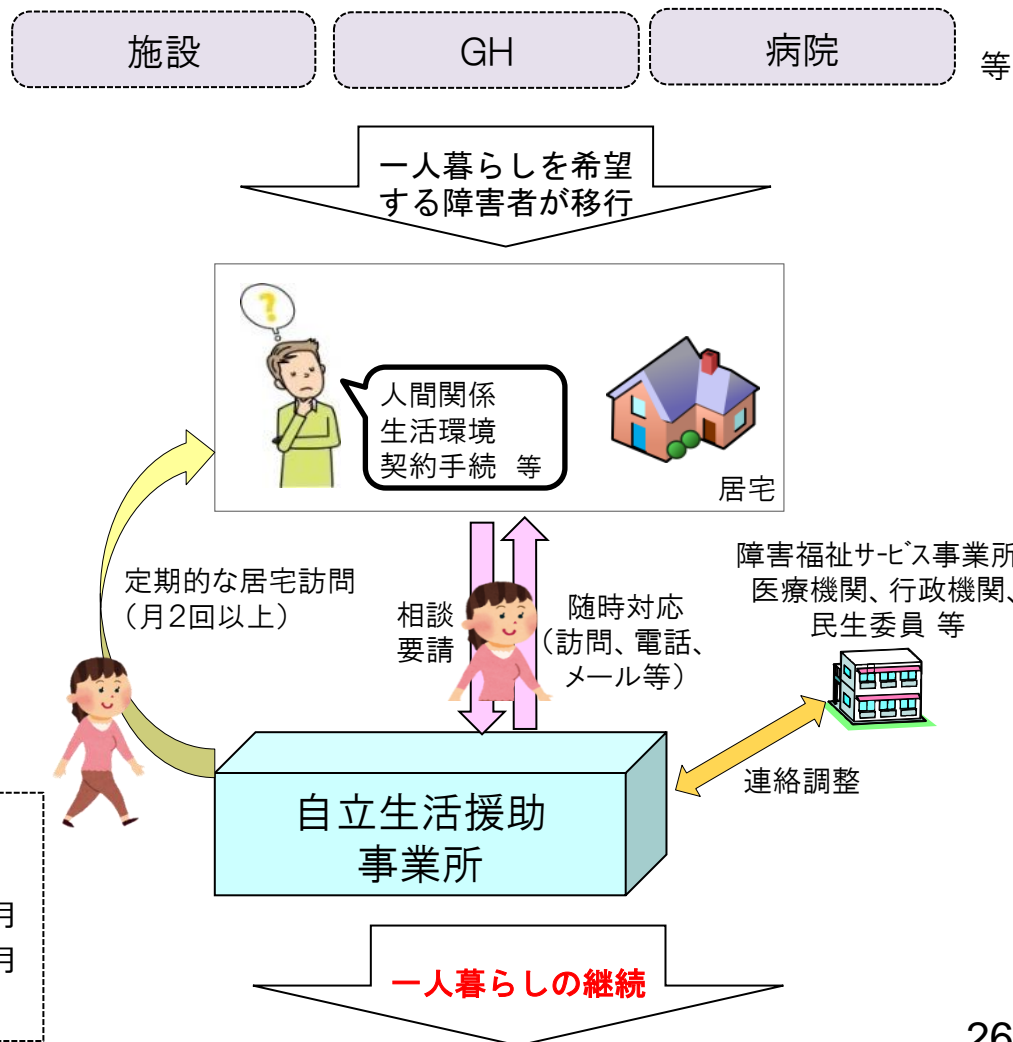 施設
GH
病院
等
一人暮らしを希望
する障害者が移行
?
人間関係
生活環境
契約手続 等
居宅
定期的な居宅訪問
（月2回以上）
相談
要請
随時対応
（訪問、電話、
メール等）
障害福祉サービス事業所
医療機関、行政機関、
民生委員 等
連絡調整
自立生活援助
事業所
月
月
一人暮らしの継続
26